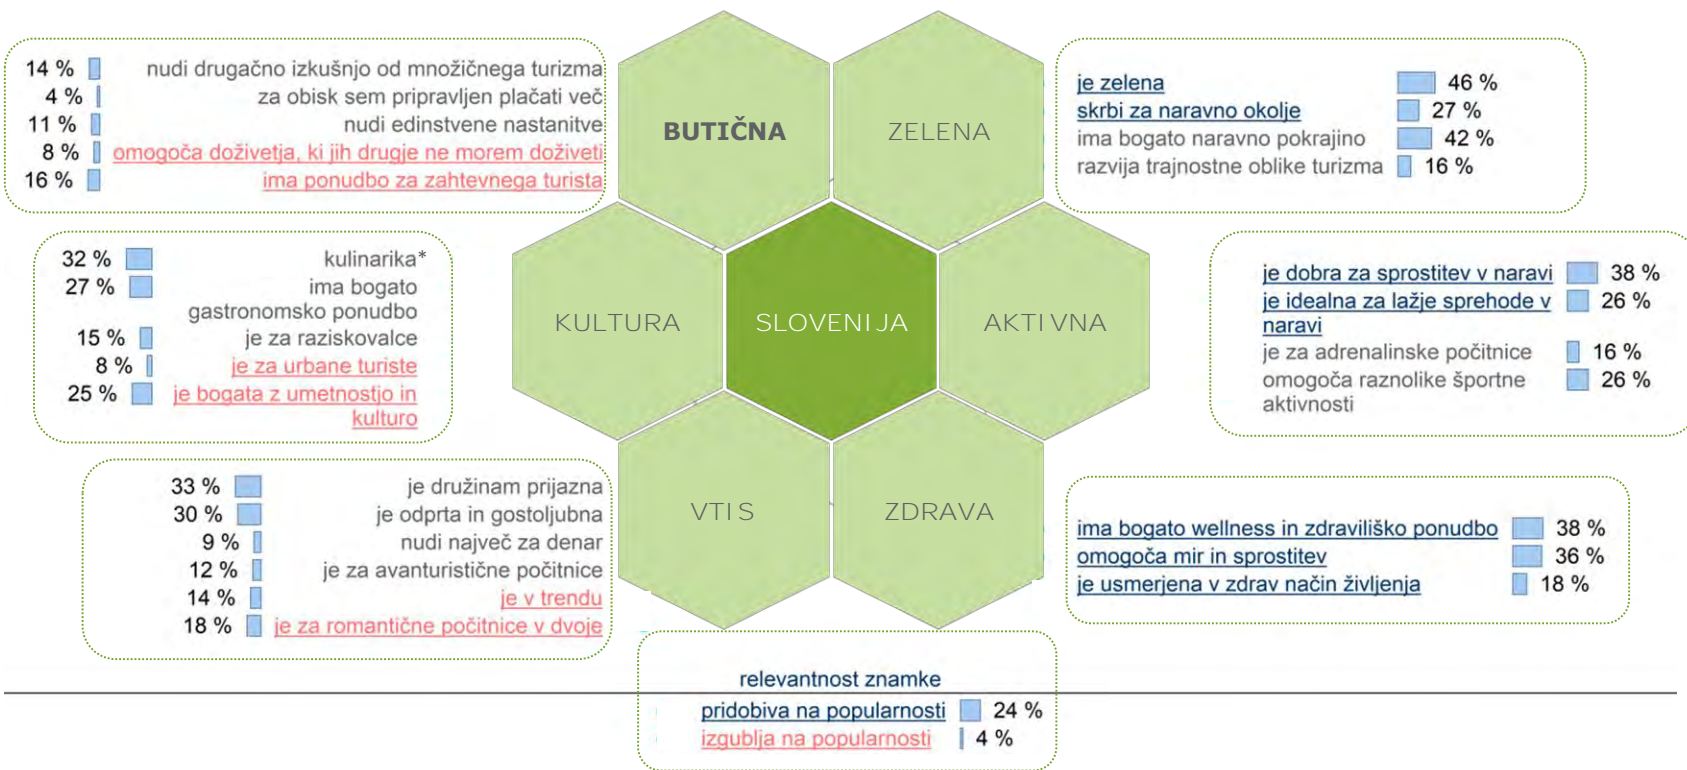 14 % nudi drugačno izkušnjo od množičnega turizma
4 % za obisk sem pripravljen plačati več
11 % nudi edinstvene nastanitve
8 % omogoča doživetja, ki jih drugje ne morem doživeti
16 % ima ponudbo za zahtevnega turista
BUTIČNA
ZELENA
je zelena 46 %
skrbi za naravno okolje 27 %
ima bogato naravno pokrajino 42 %
razvija trajnostne oblike turizma 16 %
32 % kulinarika*
27 % ima bogato
gastronomsko ponudbo
15 % je za raziskovalce
8 % je za urbane turiste
25 % je bogata z umetnostjo in
kulturo
KULTURA
SLOVENIJA
AKTIVNA
je dobra za sprostitev v naravi 38 %
je idealna za lažje sprehode v 26 %
naravi
je za adrenalinske počitnice 16 %
omogoča raznolike športne 26 %
aktivnosti
33 % je družinam prijazna
30 % je odprta in gostoljubna
9 % nudi največ za denar
12 % je za avanturistične počitnice
14 % je v trendu
18 % je za romantične počitnice v dvoje
VTIS
ZDRAVA
ima bogato wellness in zdraviliško ponudbo 38 %
omogoča mir in sprostitev 36 %
je usmerjena v zdrav način življenja 18 %
relevantnost znamke
pridobiva na popularnosti 24 %
izgublja na popularnosti 4 %